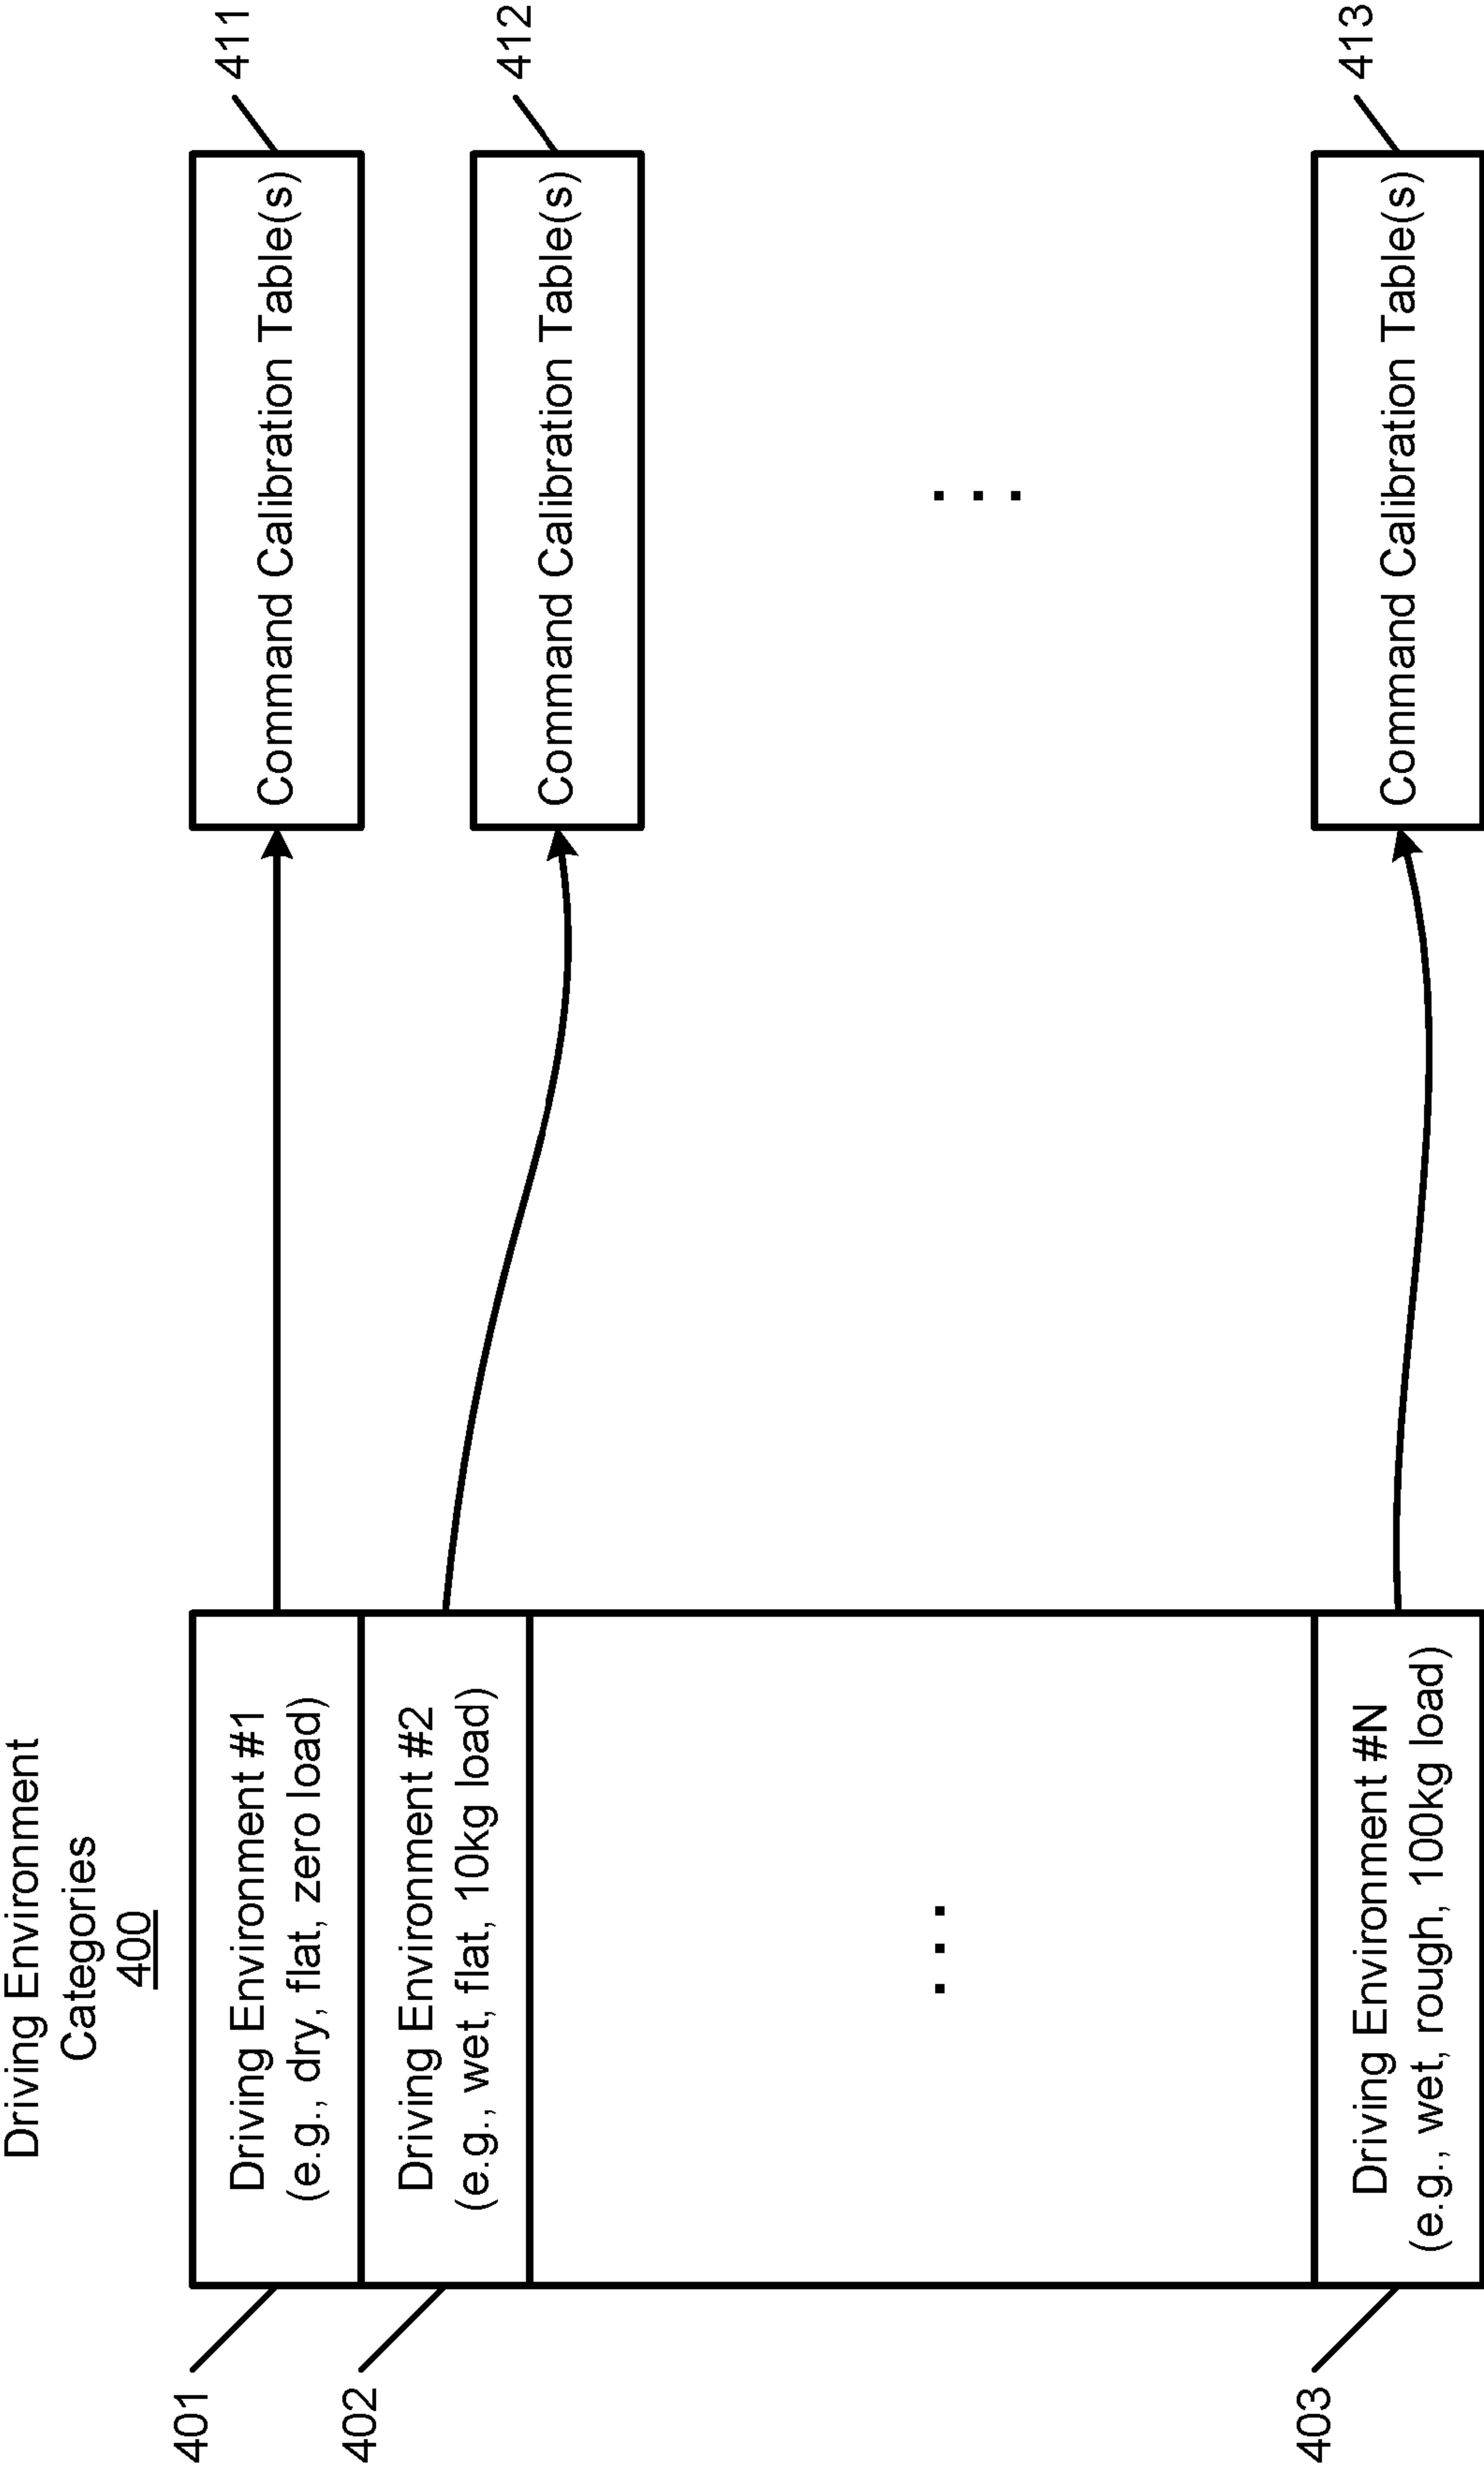 Driving Environment
Categories
400
401
Driving Environment #1
(e.g., dry, flat, zero load)
Command Calibration Table(s)
411
402
Driving Environment #2
(e.g., wet, flat, 10kg load)
Command Calibration Table(s)
412
. . .
. . .
403
Driving Environment #N
(e.g., wet, rough, 100kg load)
Command Calibration Table(s)
413